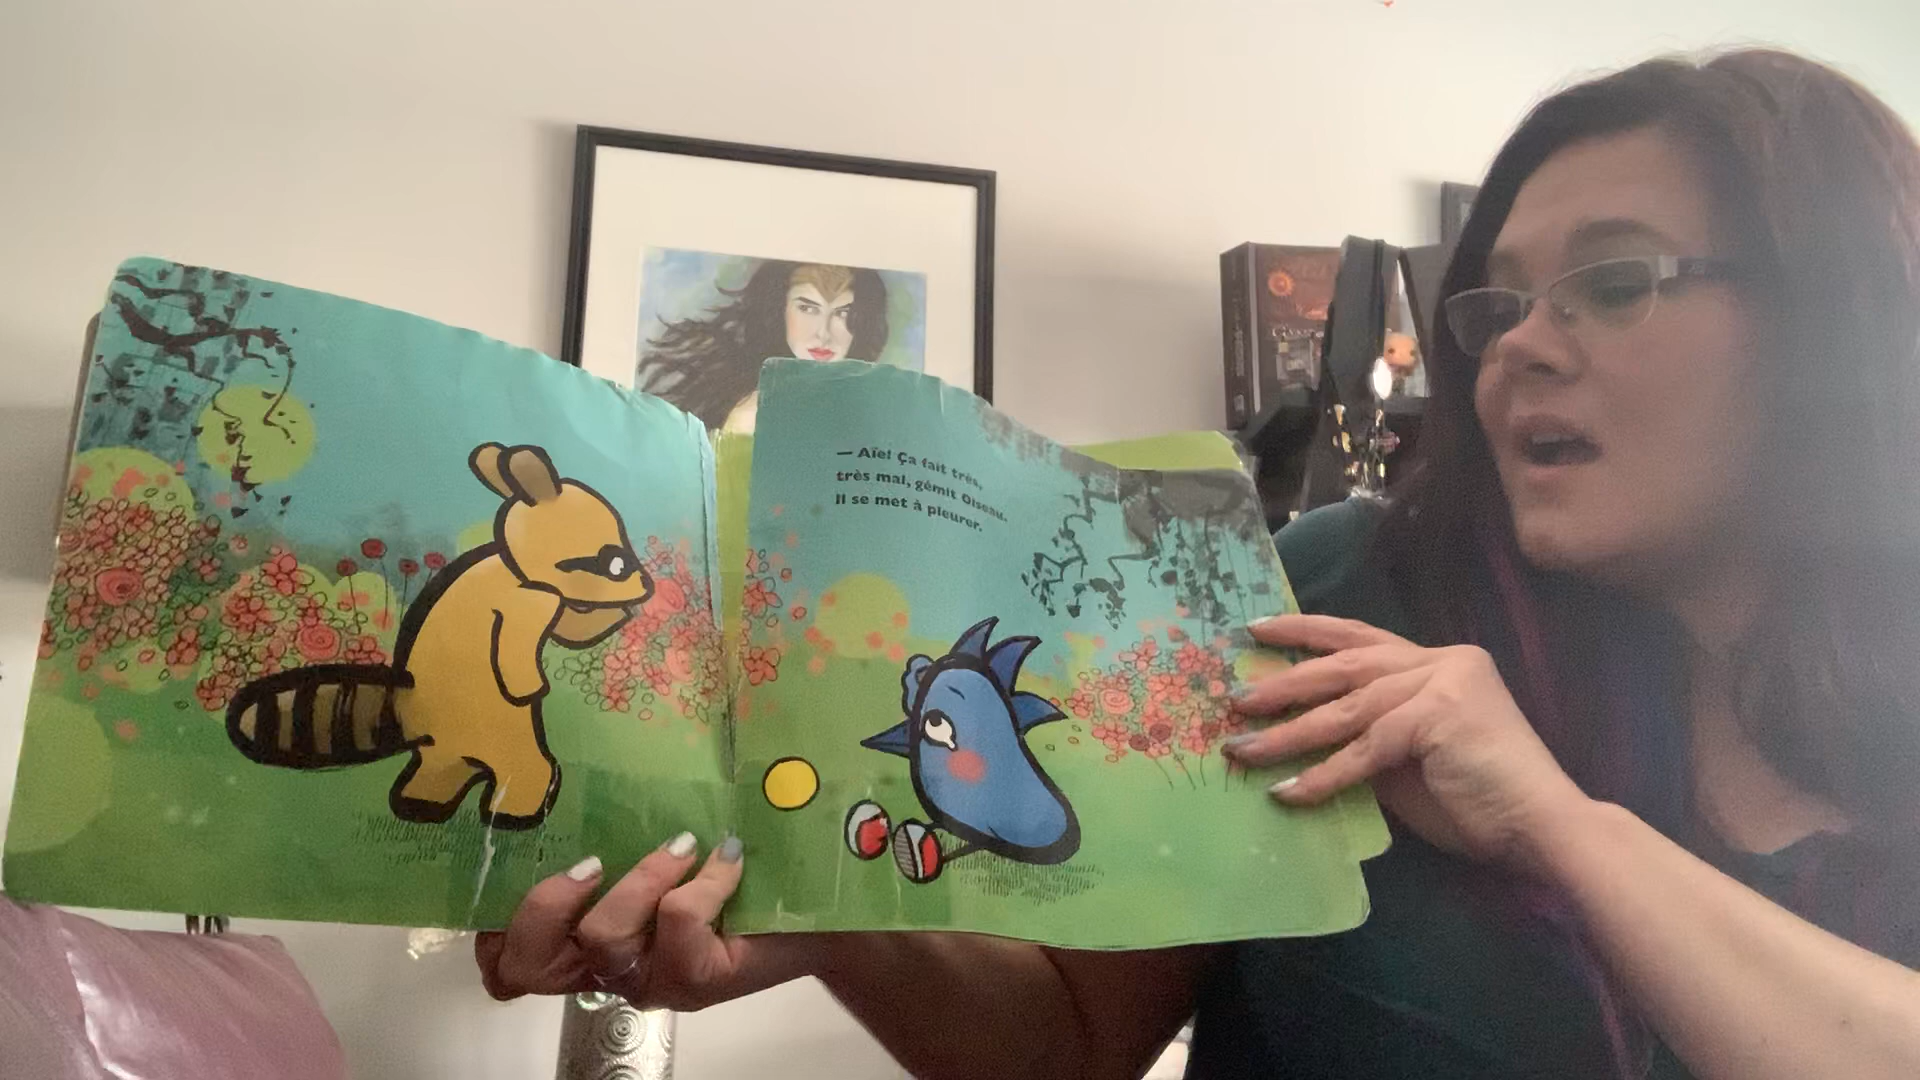 — Aïe! Ça fait très,
très mal, gémit Oiseau.
Il se met à pleurer.